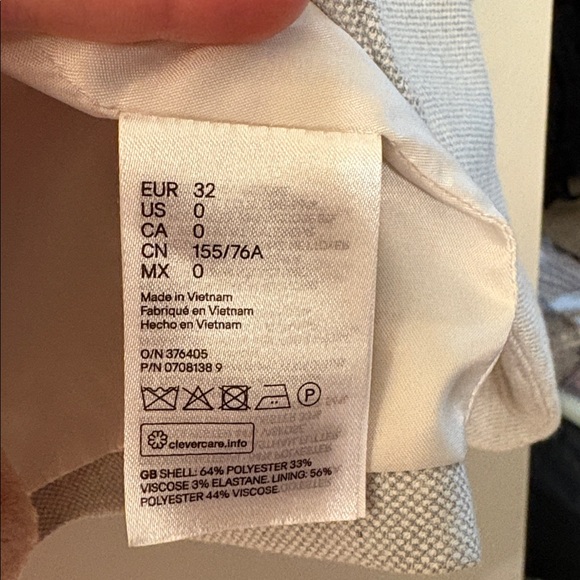 EUR 32
US 0
CA 0
CN 155/76A
MX 0
Made in Vietnam
Fabriqué en Vietnam
Hecho en Vietnam
O/N 376405
P/N 0708138 9
P
clevercare.info
GB SHELL: 64% POLYESTER 33%
VISCOSE 3% ELASTANE. LINING: 56%
POLYESTER 44% VISCOSE